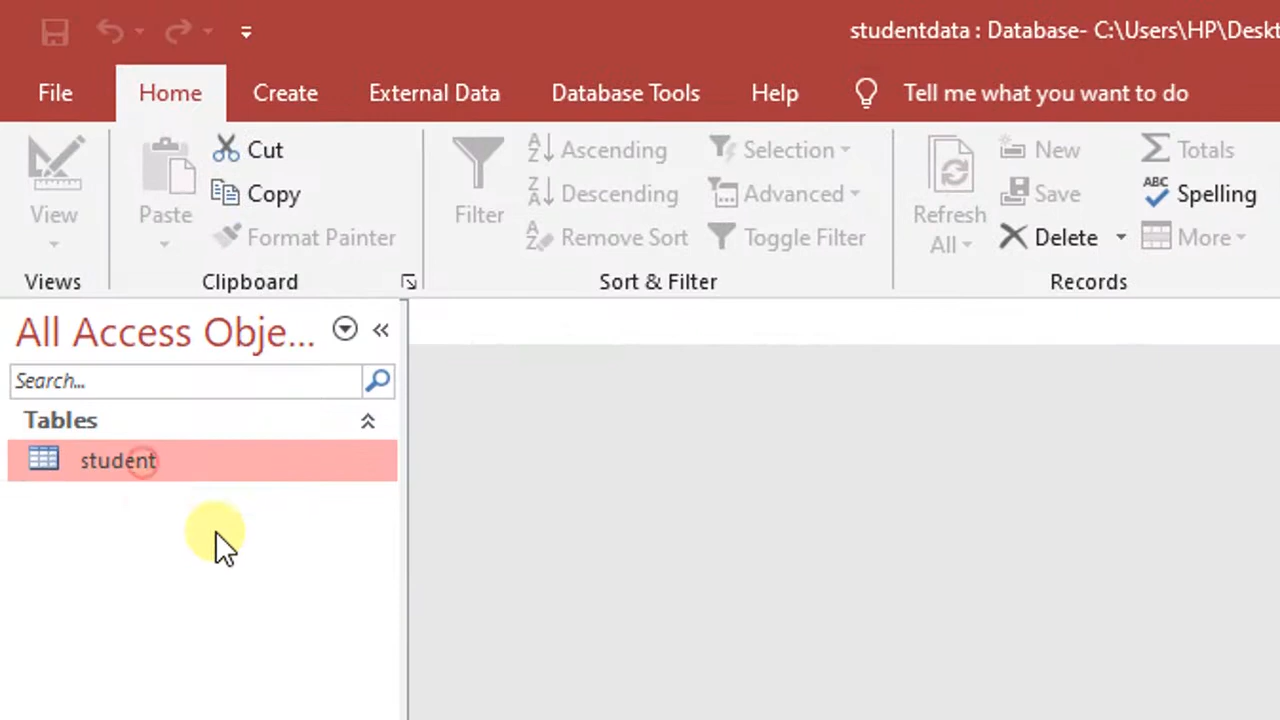 studentdata : Database- C:\Users\HP\Deskt
File Home Create External Data Database Tools Help Tell me what you want to do
View
Paste
Cut
Copy
Format Painter
Filter
Ascending
Descending
Remove Sort
Selection
Advanced
Toggle Filter
Refresh
All
New
Save
Delete
Totals
Spelling
More
Views Clipboard Sort & Filter Records
All Access Obje...
Search...
Tables
student